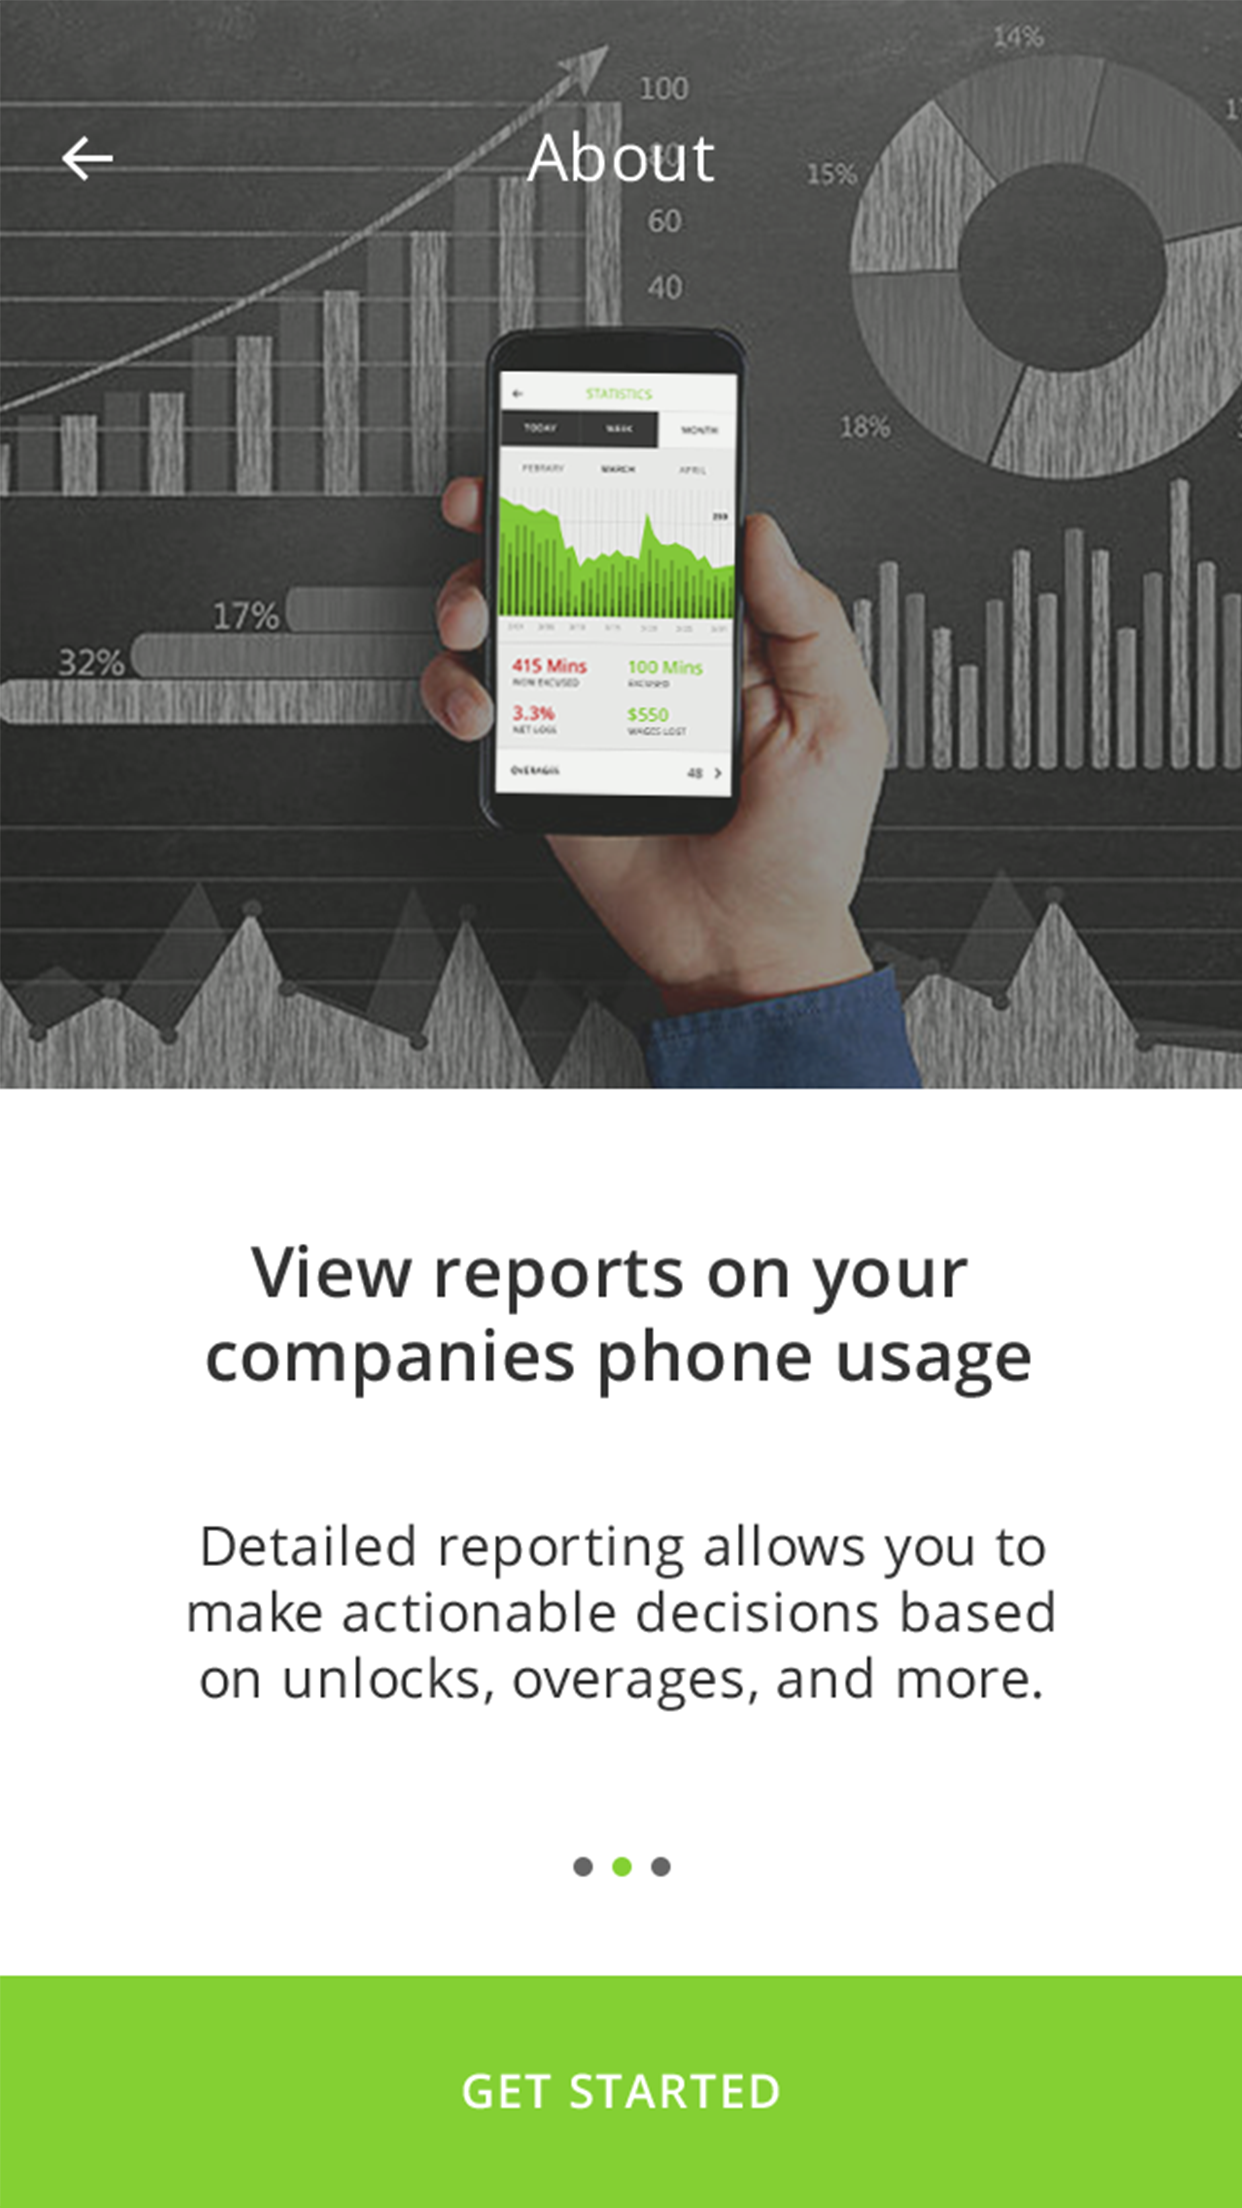 14%
100
About
80
15%
60
40
18%
STATISTICS
TODAY WEEK MONTH
FEBRUARY MARCH APRIL
17%
32%
415 Mins 100 Mins
NON EXCUSED EXCUSED
3.3% $550
NET LOSS WAGES LOST
OVERAGES 48
View reports on your
companies phone usage
Detailed reporting allows you to
make actionable decisions based
on unlocks, overages, and more.
GET STARTED